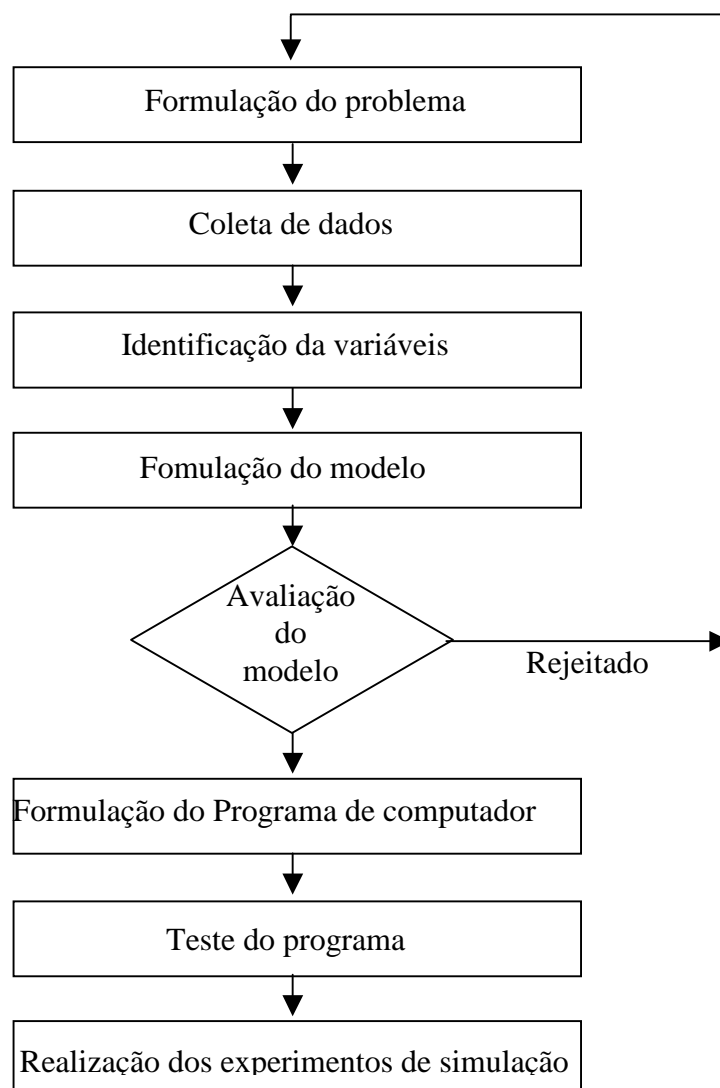 Formulação do problema
Coleta de dados
Identificação da variáveis
Fomulação do modelo
Avaliação
do
modelo
Rejeitado
Formulação do Programa de computador
Teste do programa
Realização dos experimentos de simulação